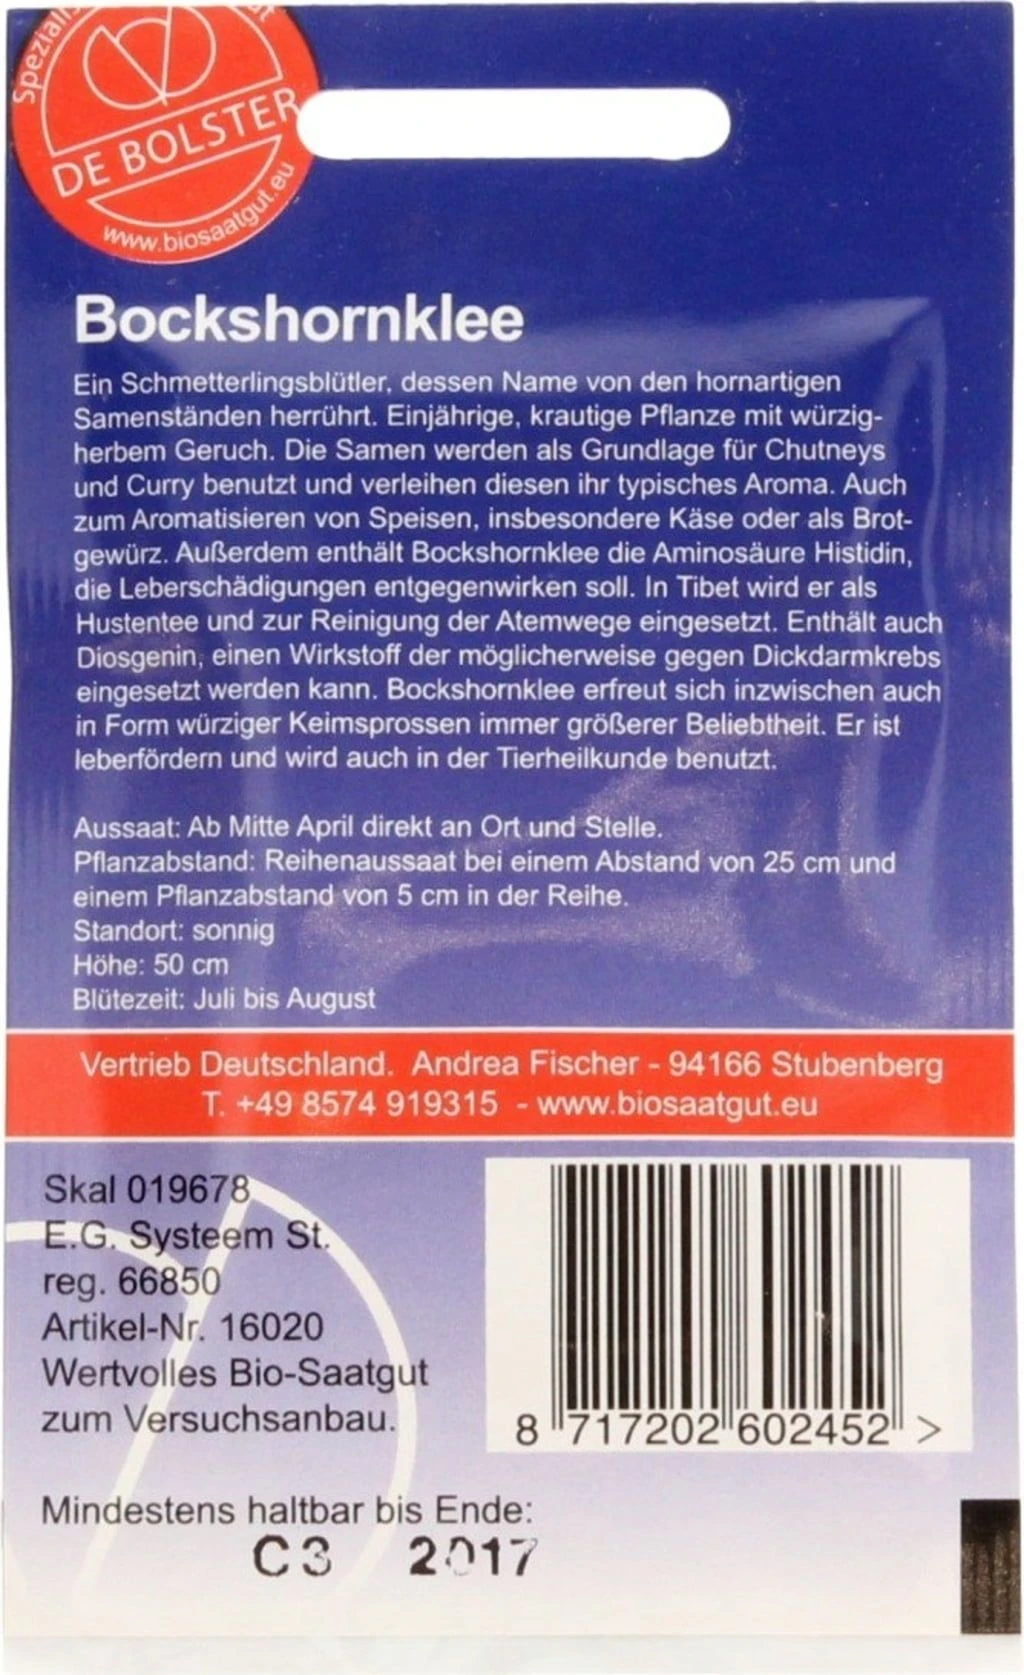 DE BOLSTER
www.biosaatgut.eu
Bockshornklee
Ein Schmetterlingsblütler, dessen Name von den hornartigen
Samenständen herrührt. Einjährige, krautige Pflanze mit würzig-
herbem Geruch. Die Samen werden als Grundlage für Chutneys
und Curry benutzt und verleihen diesen ihr typisches Aroma. Auch
zum Aromatisieren von Speisen, insbesondere Käse oder als Brot-
gewürz. Außerdem enthält Bockshornklee die Aminosäure Histidin,
die Leberschädigungen entgegenwirken soll. In Tibet wird er als
Hustentee und zur Reinigung der Atemwege eingesetzt. Enthält auch
Diosgenin, einen Wirkstoff der möglicherweise gegen Dickdarmkrebs
eingesetzt werden kann. Bockshornklee erfreut sich inzwischen auch
in Form würziger Keimsprossen immer größerer Beliebtheit. Er ist
leberfördern und wird auch in der Tierheilkunde benutzt.
Aussaat: Ab Mitte April direkt an Ort und Stelle.
Pflanzabstand: Reihenaussaat bei einem Abstand von 25 cm und
einem Pflanzabstand von 5 cm in der Reihe.
Standort: sonnig
Höhe: 50 cm
Blütezeit: Juli bis August
Vertrieb Deutschland. Andrea Fischer - 94166 Stubenberg
T. +49 8574 919315 - www.biosaatgut.eu
Skal 019678
E.G. Systeem St.
reg. 66850
Artikel-Nr. 16020
Wertvolles Bio-Saatgut
zum Versuchsanbau.
8 717202 602452 >
Mindestens haltbar bis Ende:
C3 2017